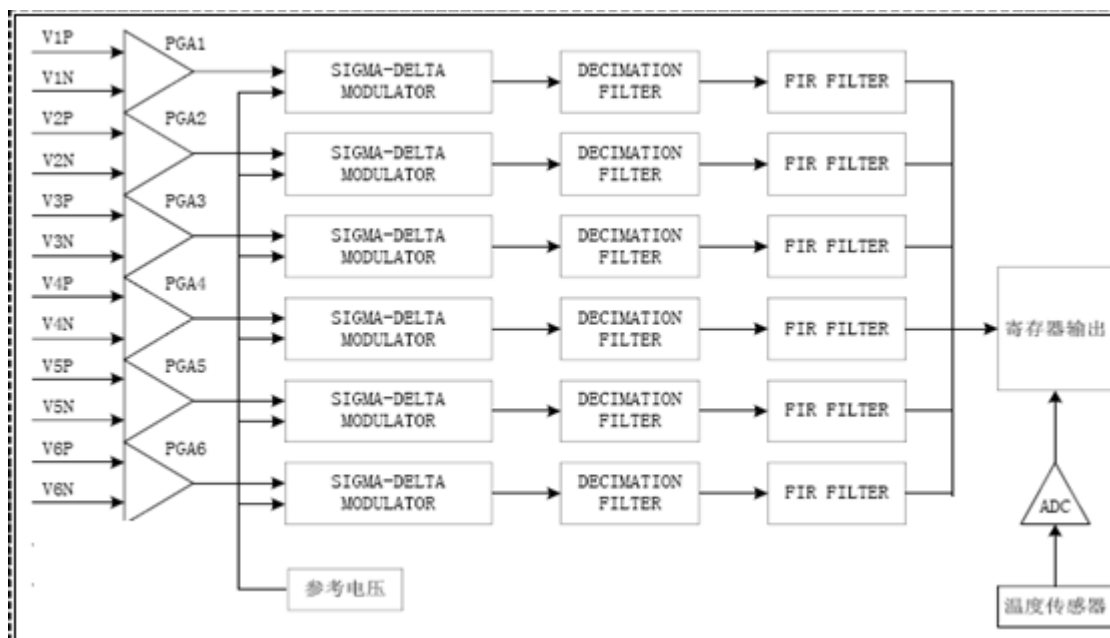 V1P
PGA1
V1N
SIGMA-DELTA
MODULATOR
DECIMATION
FILTER
FIR FILTER
V2P
PGA2
V2N
SIGMA-DELTA
MODULATOR
DECIMATION
FILTER
FIR FILTER
V3P
PGA3
V3N
SIGMA-DELTA
MODULATOR
DECIMATION
FILTER
FIR FILTER
V4P
PGA4
V4N
SIGMA-DELTA
MODULATOR
DECIMATION
FILTER
FIR FILTER
寄存器输出
V5P
PGA5
V5N
SIGMA-DELTA
MODULATOR
DECIMATION
FILTER
FIR FILTER
V6P
PGA6
V6N
SIGMA-DELTA
MODULATOR
DECIMATION
FILTER
FIR FILTER
ADC
参考电压
温度传感器